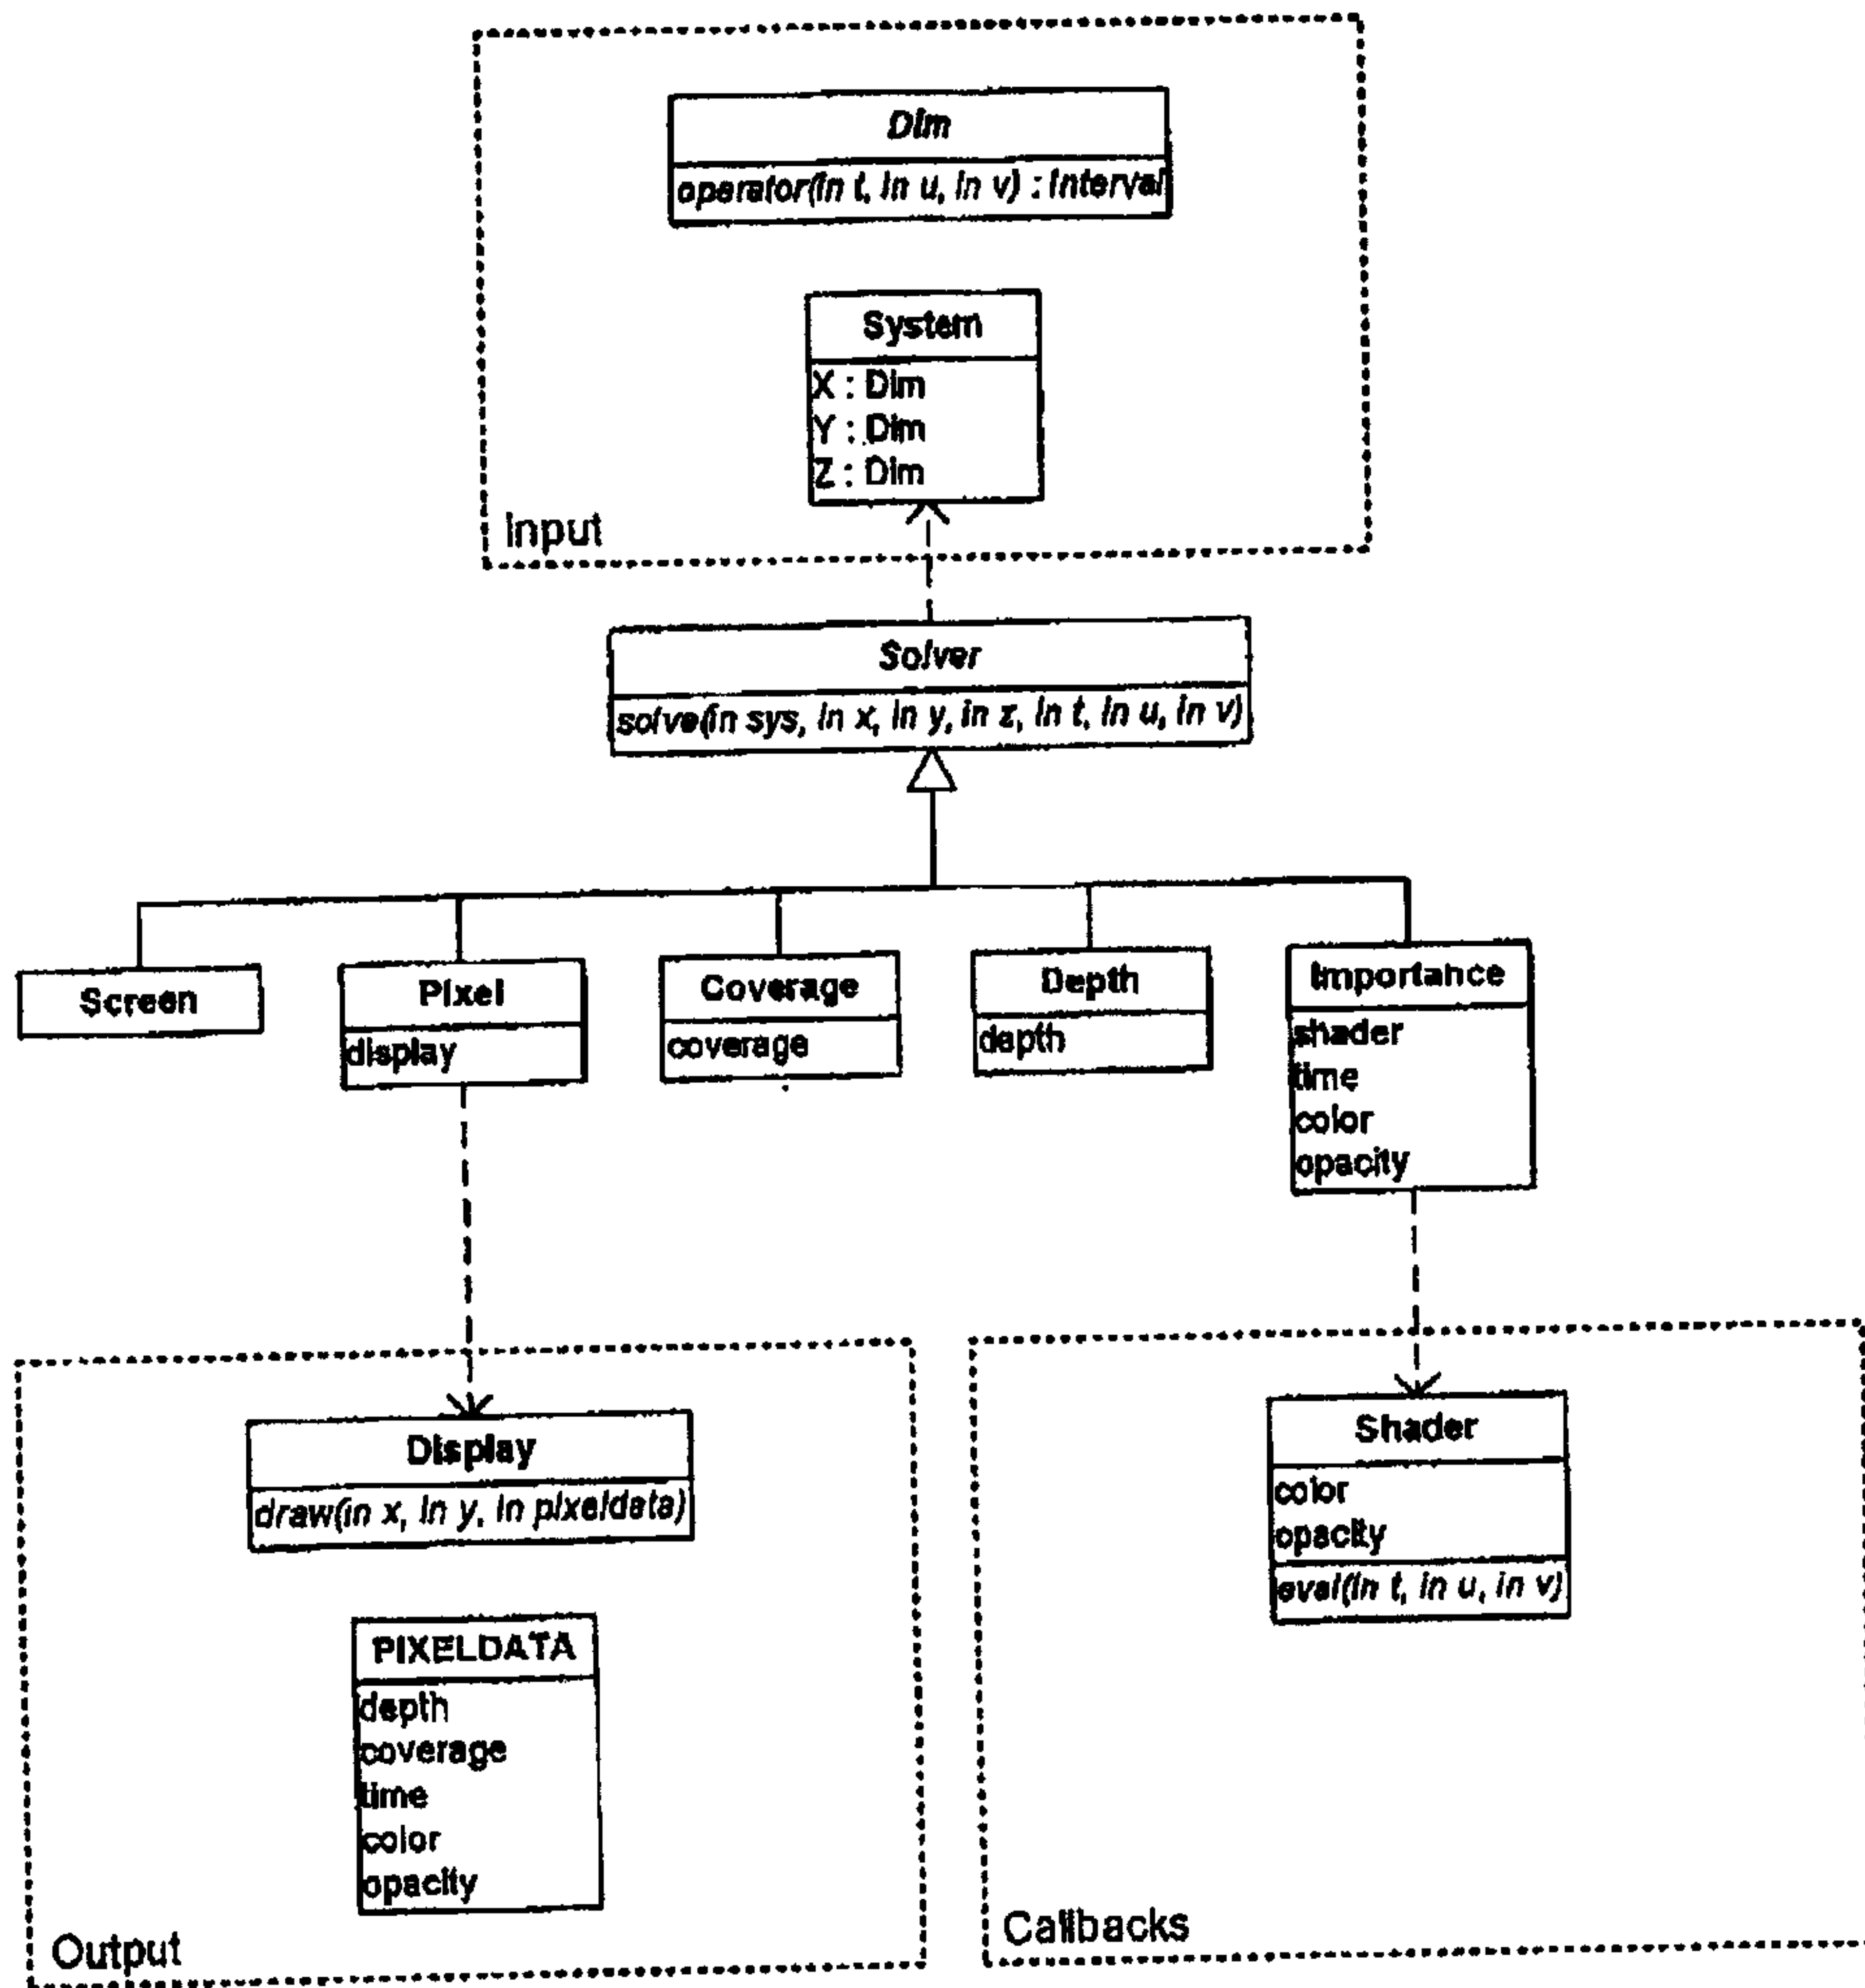 Dim
operator(in t, in u, in v) : Interval
System
X : Dim
Y : Dim
Z : Dim
Input
Solver
solve(in sys, in x, in y, in z, in t, in u, in v)
Screen
Pixel
display
Coverage
coverage
Depth
depth
Importance
shader
time
color
opacity
Display
draw(in x, in y, in pixeldata)
PIXELDATA
depth
coverage
time
color
opacity
Output
Shader
color
opacity
eval(in t, in u, in v)
Callbacks